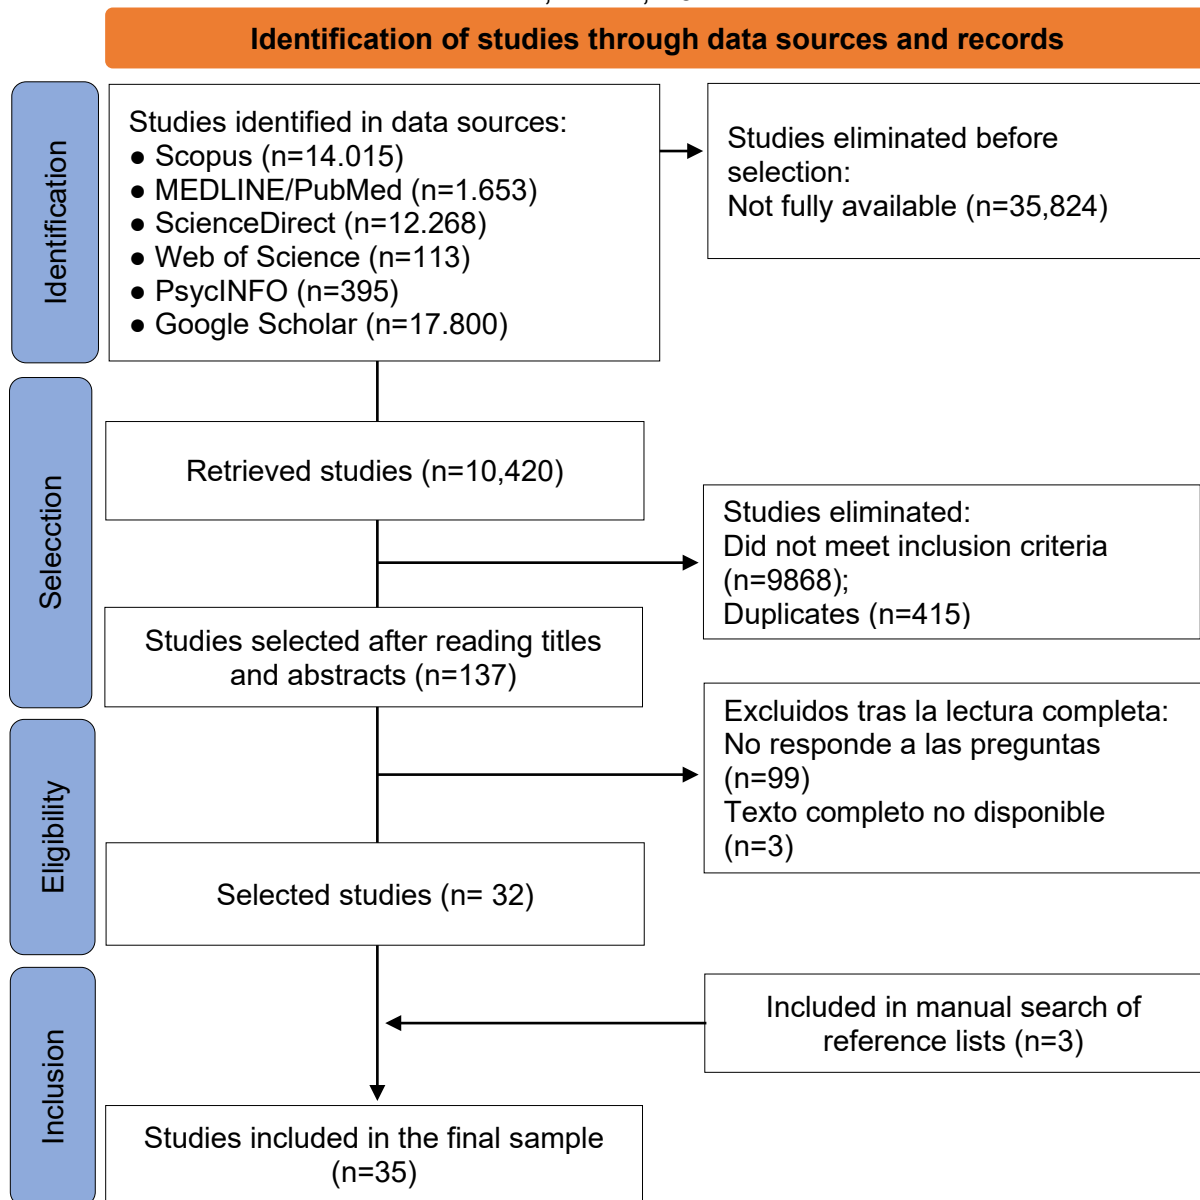 Identification of studies through data sources and records
Identification
Studies identified in data sources:
● Scopus (n=14.015)
● MEDLINE/PubMed (n=1.653)
● ScienceDirect (n=12.268)
● Web of Science (n=113)
● PsycINFO (n=395)
● Google Scholar (n=17.800)
Studies eliminated before
selection:
Not fully available (n=35,824)
Selecction
Retrieved studies (n=10,420)
Studies eliminated:
Did not meet inclusion criteria
(n=9868);
Duplicates (n=415)
Studies selected after reading titles
and abstracts (n=137)
Eligibility
Excluidos tras la lectura completa:
No responde a las preguntas
(n=99)
Texto completo no disponible
(n=3)
Selected studies (n= 32)
Inclusion
Included in manual search of
reference lists (n=3)
Studies included in the final sample
(n=35)